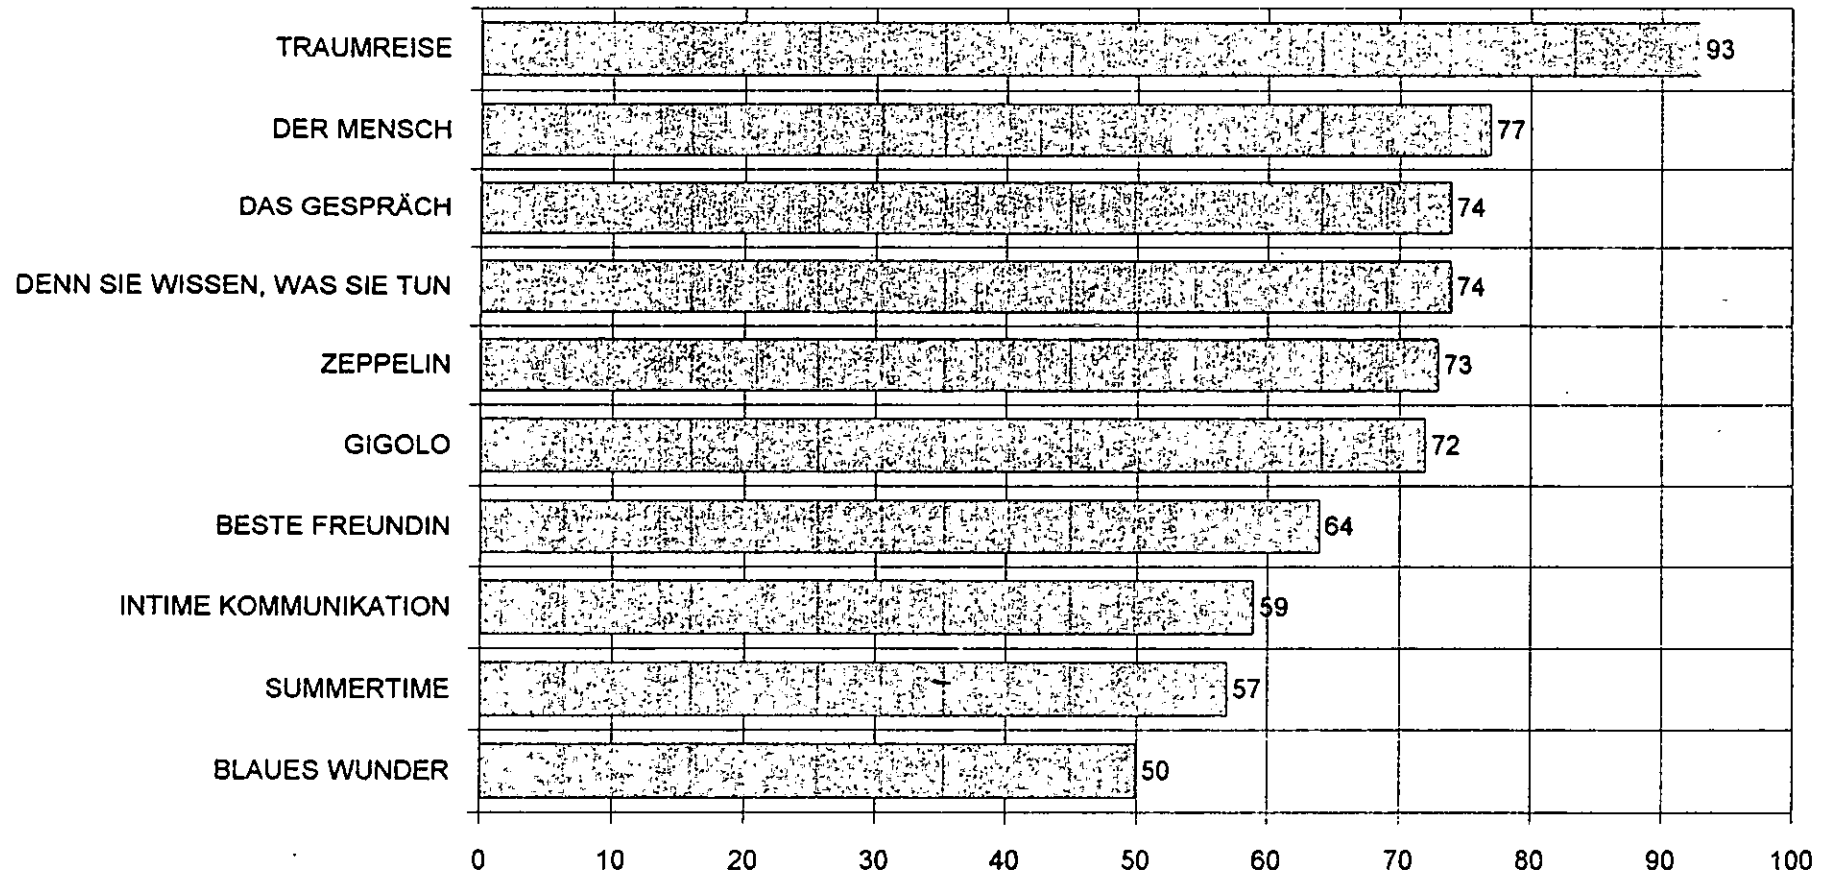 TRAUMREISE 93
DER MENSCH 77
DAS GESPRÄCH 74
DENN SIE WISSEN, WAS SIE TUN 74
ZEPPELIN 73
GIGOLO 72
BESTE FREUNDIN 64
INTIME KOMMUNIKATION 59
SUMMERTIME 57
BLAUES WUNDER 50
0 10 20 30 40 50 60 70 80 90 100